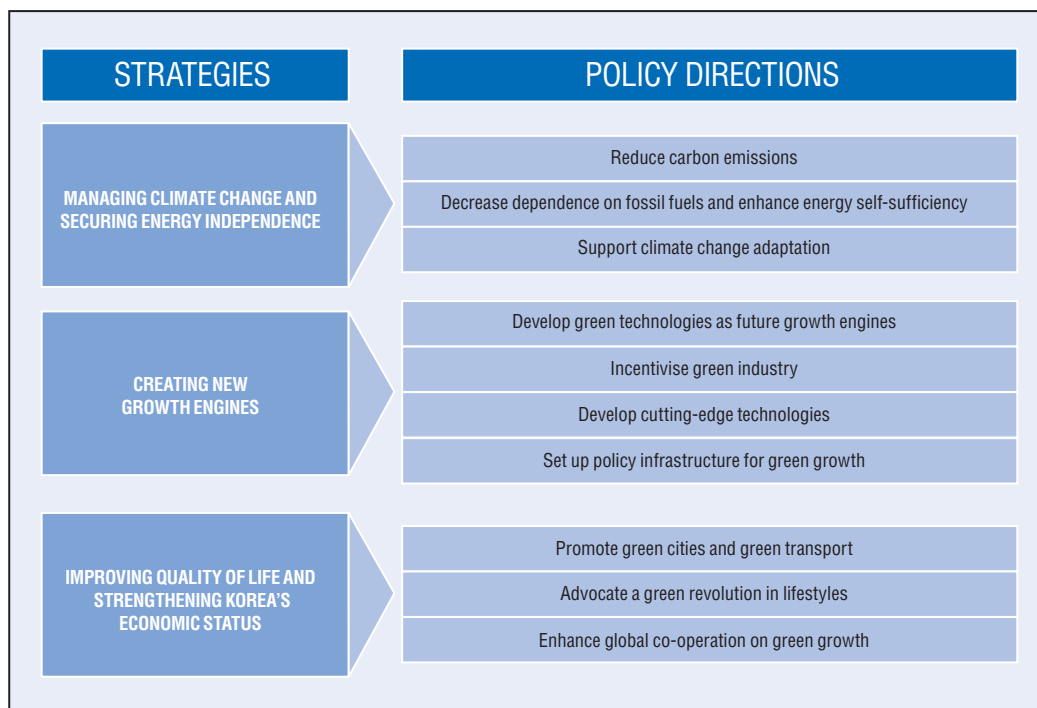 STRATEGIES
POLICY DIRECTIONS
MANAGING CLIMATE CHANGE AND
SECURING ENERGY INDEPENDENCE
Reduce carbon emissions
Decrease dependence on fossil fuels and enhance energy self-sufficiency
Support climate change adaptation
CREATING NEW
GROWTH ENGINES
Develop green technologies as future growth engines
Incentivise green industry
Develop cutting-edge technologies
Set up policy infrastructure for green growth
IMPROVING QUALITY OF LIFE AND
STRENGTHENING KOREA'S
ECONOMIC STATUS
Promote green cities and green transport
Advocate a green revolution in lifestyles
Enhance global co-operation on green growth